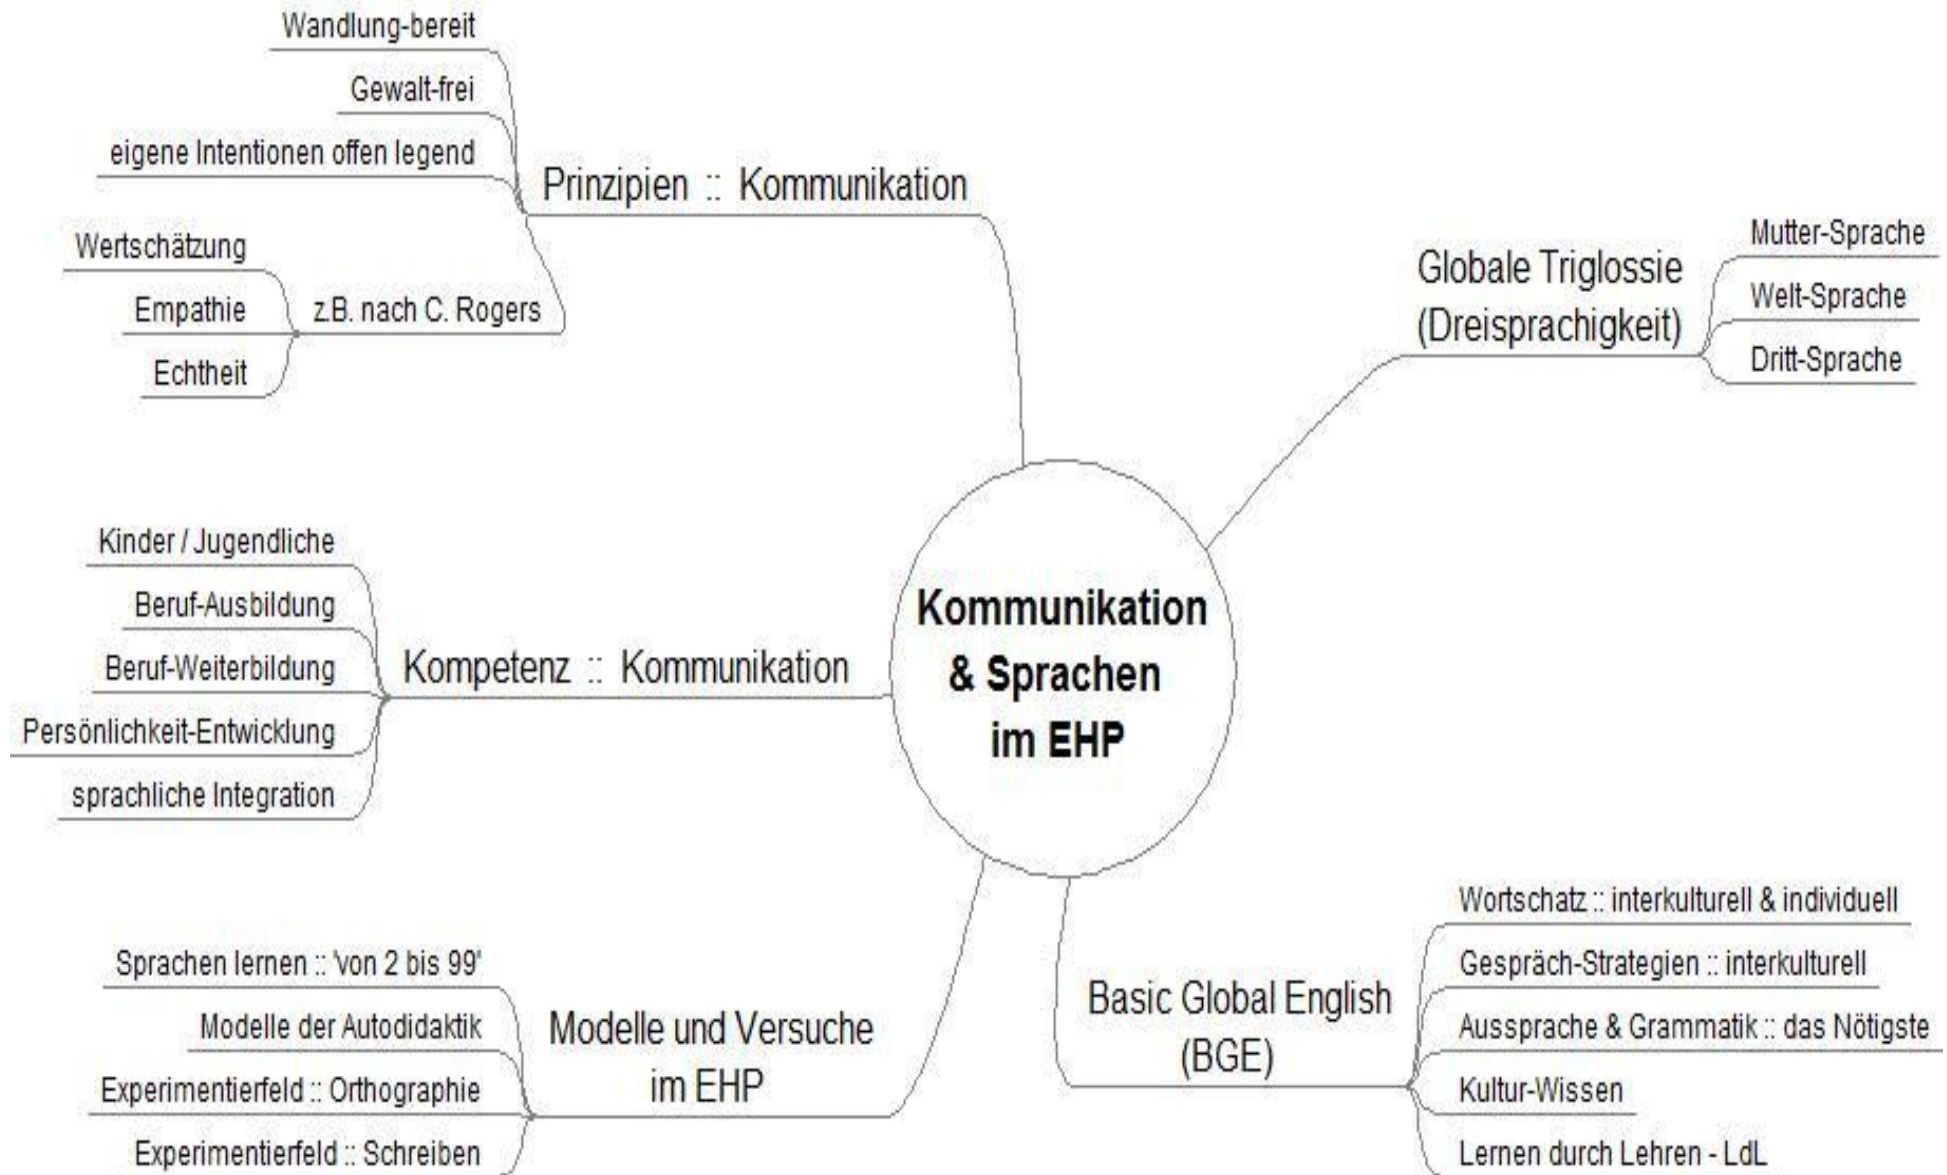 Wandlung-bereit
Gewalt-frei
eigene Intentionen offen legend
Prinzipien :: Kommunikation
Wertschätzung
Empathie
Echtheit
z.B. nach C. Rogers
Globale Triglossie
(Dreisprachigkeit)
Mutter-Sprache
Welt-Sprache
Dritt-Sprache
Kommunikation
& Sprachen
im EHP
Kinder / Jugendliche
Beruf-Ausbildung
Beruf-Weiterbildung
Persönlichkeit-Entwicklung
sprachliche Integration
Kompetenz :: Kommunikation
Sprachen lernen :: 'von 2 bis 99'
Modelle der Autodidaktik
Experimentierfeld :: Orthographie
Experimentierfeld :: Schreiben
Modelle und Versuche
im EHP
Basic Global English
(BGE)
Wortschatz :: interkulturell & individuell
Gespräch-Strategien :: interkulturell
Aussprache & Grammatik :: das Nötigste
Kultur-Wissen
Lernen durch Lehren - LdL